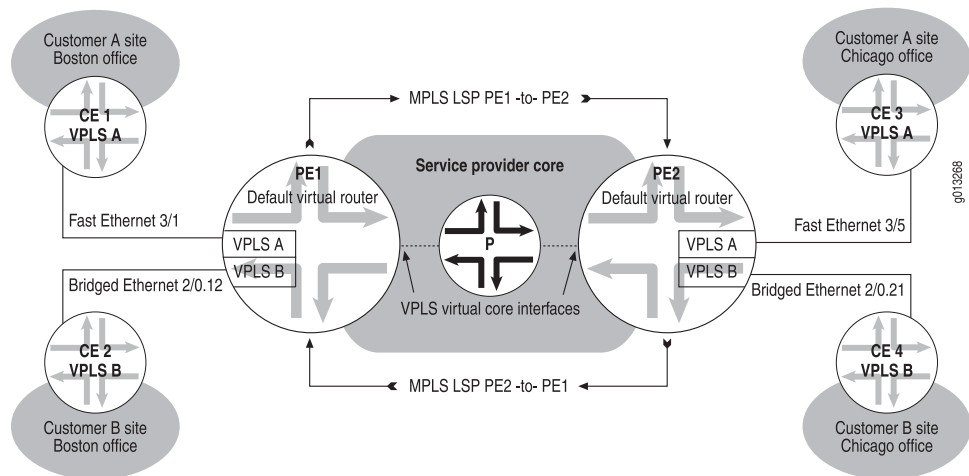 Customer A site
Boston office
CE 1
VPLS A
Fast Ethernet 3/1
Bridged Ethernet 2/0.12
CE 2
VPLS B
Customer B site
Boston office
MPLS LSP PE1 -to- PE2
Service provider core
PE1
Default virtual router
VPLS A
VPLS B
P
VPLS virtual core interfaces
PE2
Default virtual router
VPLS A
VPLS B
MPLS LSP PE2 -to- PE1
Customer A site
Chicago office
CE 3
VPLS A
Fast Ethernet 3/5
Bridged Ethernet 2/0.21
CE 4
VPLS B
Customer B site
Chicago office
g013268